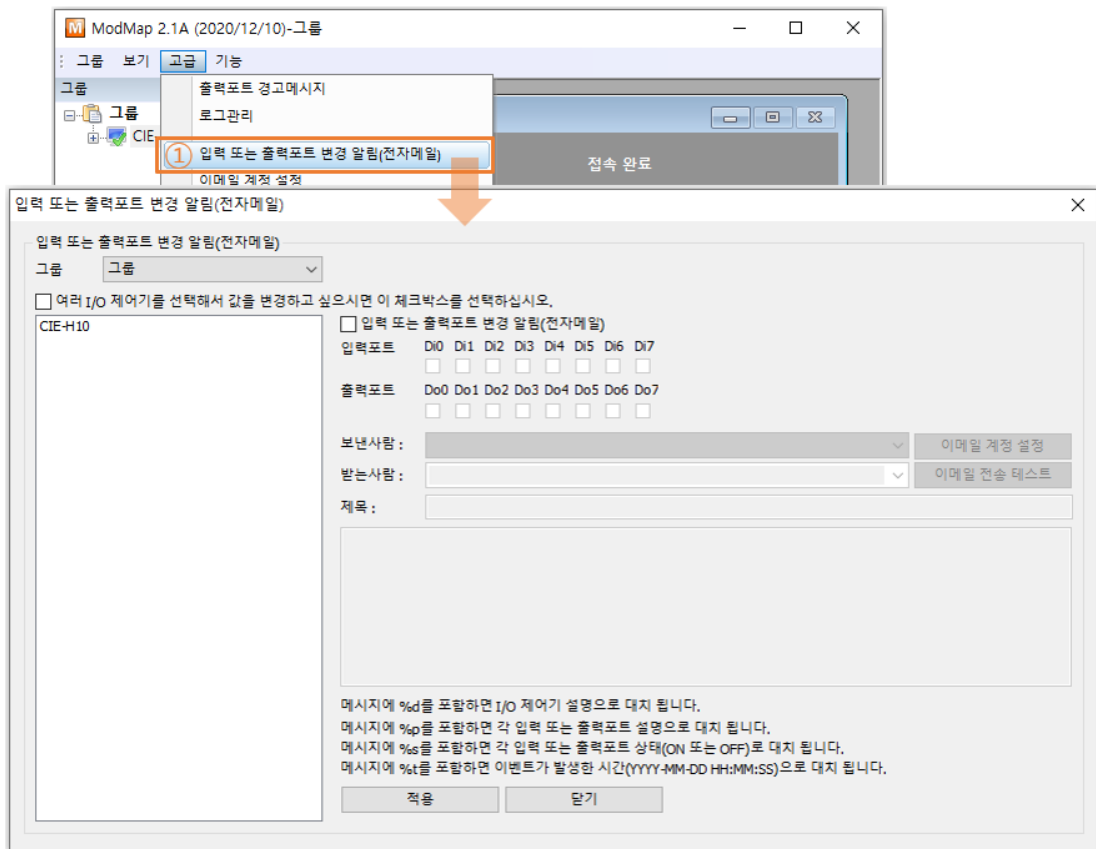 ModMap 2.1A (2020/12/10)-그룹
그룹 보기 고급 기능
그룹
출력포트 경고메시지
그룹
로그관리
CIE
① 입력 또는 출력포트 변경 알림(전자메일)
접속 완료
이메일 계정 설정
입력 또는 출력포트 변경 알림(전자메일)
입력 또는 출력포트 변경 알림(전자메일)
그룹 그룹
여러 I/O 제어기를 선택해서 값을 변경하고 싶으시면 이 체크박스를 선택하십시오.
CIE-H10
입력 또는 출력포트 변경 알림(전자메일)
입력포트 Di0 Di1 Di2 Di3 Di4 Di5 Di6 Di7
출력포트 Do0 Do1 Do2 Do3 Do4 Do5 Do6 Do7
보낸사람 : 이메일 계정 설정
받는사람 : 이메일 전송 테스트
제목 :
메시지에 %d를 포함하면 I/O 제어기 설명으로 대치 됩니다.
메시지에 %p를 포함하면 각 입력 또는 출력포트 설명으로 대치 됩니다.
메시지에 %s를 포함하면 각 입력 또는 출력포트 상태(ON 또는 OFF)로 대치 됩니다.
메시지에 %t를 포함하면 이벤트가 발생한 시간(YYYY-MM-DD HH:MM:SS)으로 대치 됩니다.
적용 닫기